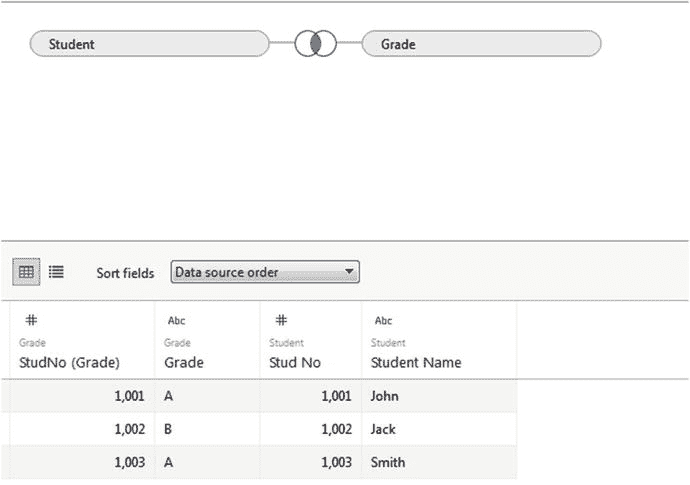 Student Grade
Sort fields Data source order
# Abc # Abc
Grade Grade Student Student
StudNo (Grade) Grade Stud No Student Name
1,001 A 1,001 John
1,002 B 1,002 Jack
1,003 A 1,003 Smith